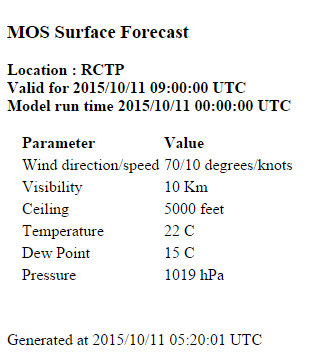 MOS Surface Forecast
Location : RCTP
Valid for 2015/10/11 09:00:00 UTC
Model run time 2015/10/11 00:00:00 UTC
Parameter Value
Wind direction/speed 70/10 degrees/knots
Visibility 10 Km
Ceiling 5000 feet
Temperature 22 C
Dew Point 15 C
Pressure 1019 hPa
Generated at 2015/10/11 05:20:01 UTC